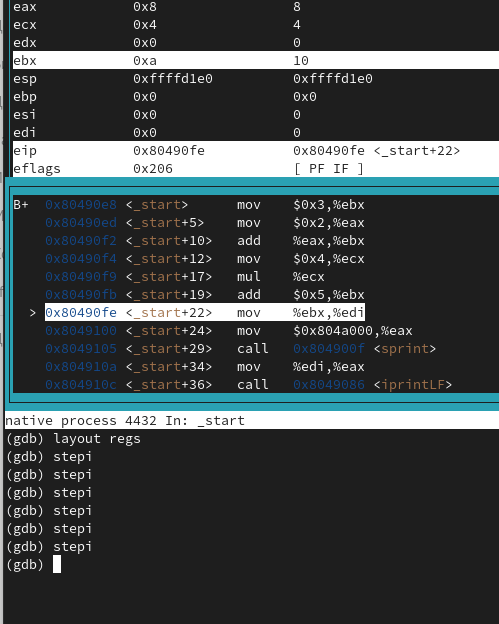 eax 0x8 8
ecx 0x4 4
edx 0x0 0
ebx 0xa 10
esp 0xffffd1e0 0xffffd1e0
ebp 0x0 0x0
esi 0x0 0
edi 0x0 0
eip 0x80490fe 0x80490fe <_start+22>
eflags 0x206 [ PF IF ]
B+ 0x80490e8 <_start> mov $0x3,%ebx
0x80490ed <_start+5> mov $0x2,%eax
0x80490f2 <_start+10> add %eax,%ebx
0x80490f4 <_start+12> mov $0x4,%ecx
0x80490f9 <_start+17> mul %ecx
0x80490fb <_start+19> add $0x5,%ebx
> 0x80490fe <_start+22> mov %ebx,%edi
0x8049100 <_start+24> mov $0x804a000,%eax
0x8049105 <_start+29> call 0x804900f <sprint>
0x804910a <_start+34> mov %edi,%eax
0x804910c <_start+36> call 0x8049086 <iprintLF>
native process 4432 In: _start
(gdb) layout regs
(gdb) stepi
(gdb) stepi
(gdb) stepi
(gdb) stepi
(gdb) stepi
(gdb) stepi
(gdb)